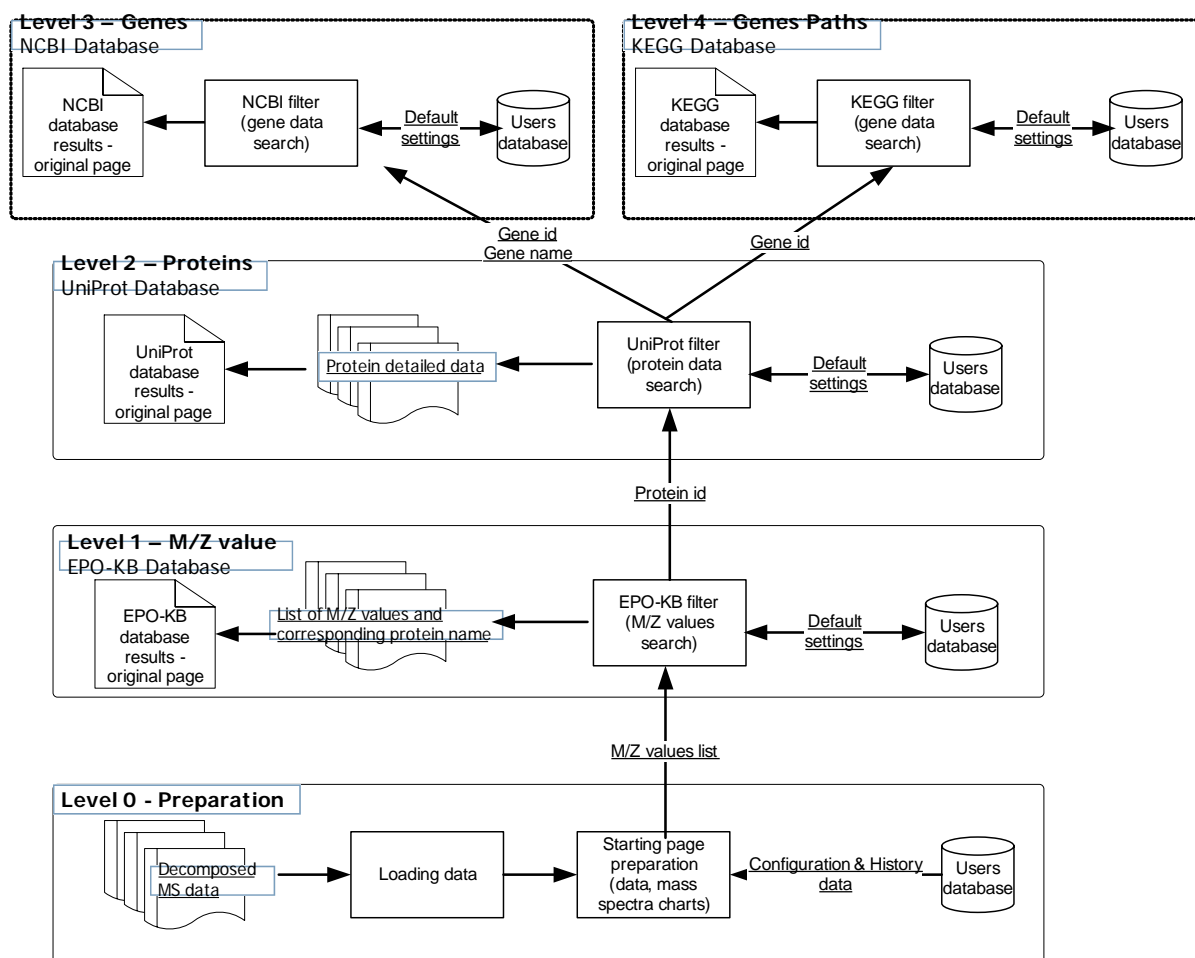 Level 3 – Genes
NCBI Database
NCBI
database
results -
original page
NCBI filter
(gene data
search)
Default
settings
Users
database
Level 4 – Genes Paths
KEGG Database
KEGG
database
results -
original page
KEGG filter
(gene data
search)
Default
settings
Users
database
Gene id
Gene name
Gene id
Level 2 – Proteins
UniProt Database
UniProt
database
results -
original page
Protein detailed data
UniProt filter
(protein data
search)
Default
settings
Users
database
Protein id
Level 1 – M/Z value
EPO-KB Database
EPO-KB
database
results -
original page
List of M/Z values and
corresponding protein name
EPO-KB filter
(M/Z values
search)
Default
settings
Users
database
M/Z values list
Level 0 - Preparation
Decomposed
MS data
Loading data
Starting page
preparation
(data, mass
spectra charts)
Configuration & History
data
Users
database